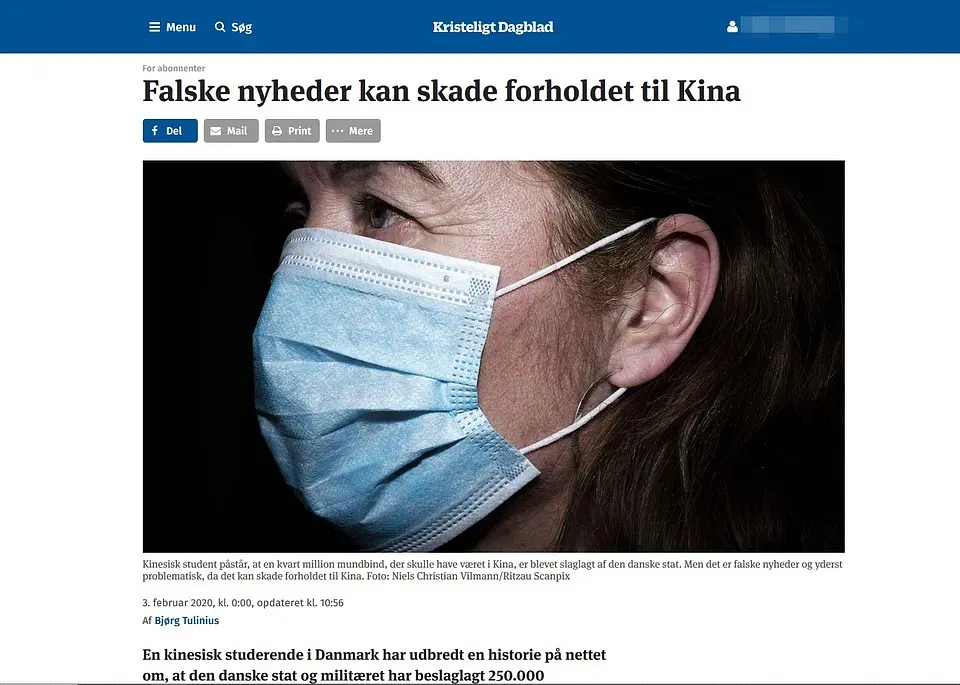 Menu Søg Kristeligt Dagblad
For abonnenter
Falske nyheder kan skade forholdet til Kina
Del Mail Print Mere
Kinesisk student påstår, at en kvart million mundbind, der skulle have været i Kina, er blevet slaglagt af den danske stat. Men det er falske nyheder og yderst
problematisk, da det kan skade forholdet til Kina. Foto: Niels Christian Vilmann/Ritzau Scanpix
3. februar 2020, kl. 0:00, opdateret kl. 10:56
Af Bjørg Tulinius
En kinesisk studerende i Danmark har udbredt en historie på nettet
om, at den danske stat og militæret har beslaglagt 250.000